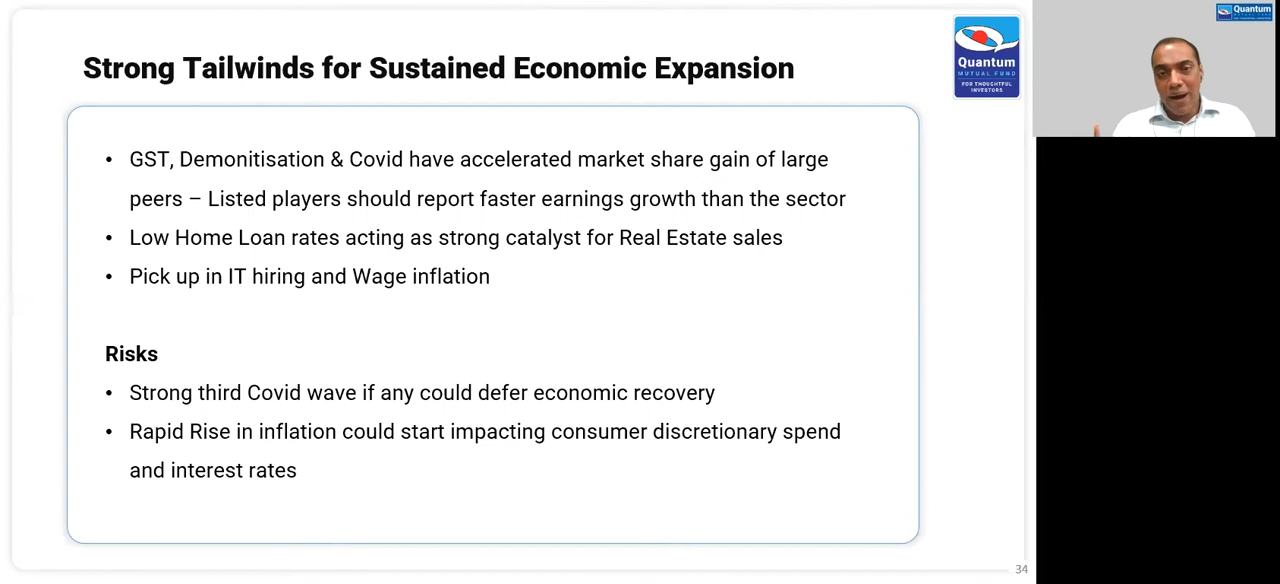 Strong Tailwinds for Sustained Economic Expansion
Quantum
MUTUAL FUND
FOR THOUGHTFUL
INVESTORS
• GST, Demonitisation & Covid have accelerated market share gain of large
peers – Listed players should report faster earnings growth than the sector
• Low Home Loan rates acting as strong catalyst for Real Estate sales
• Pick up in IT hiring and Wage inflation
Risks
• Strong third Covid wave if any could defer economic recovery
• Rapid Rise in inflation could start impacting consumer discretionary spend
and interest rates
34
Quantum
MUTUAL FUND